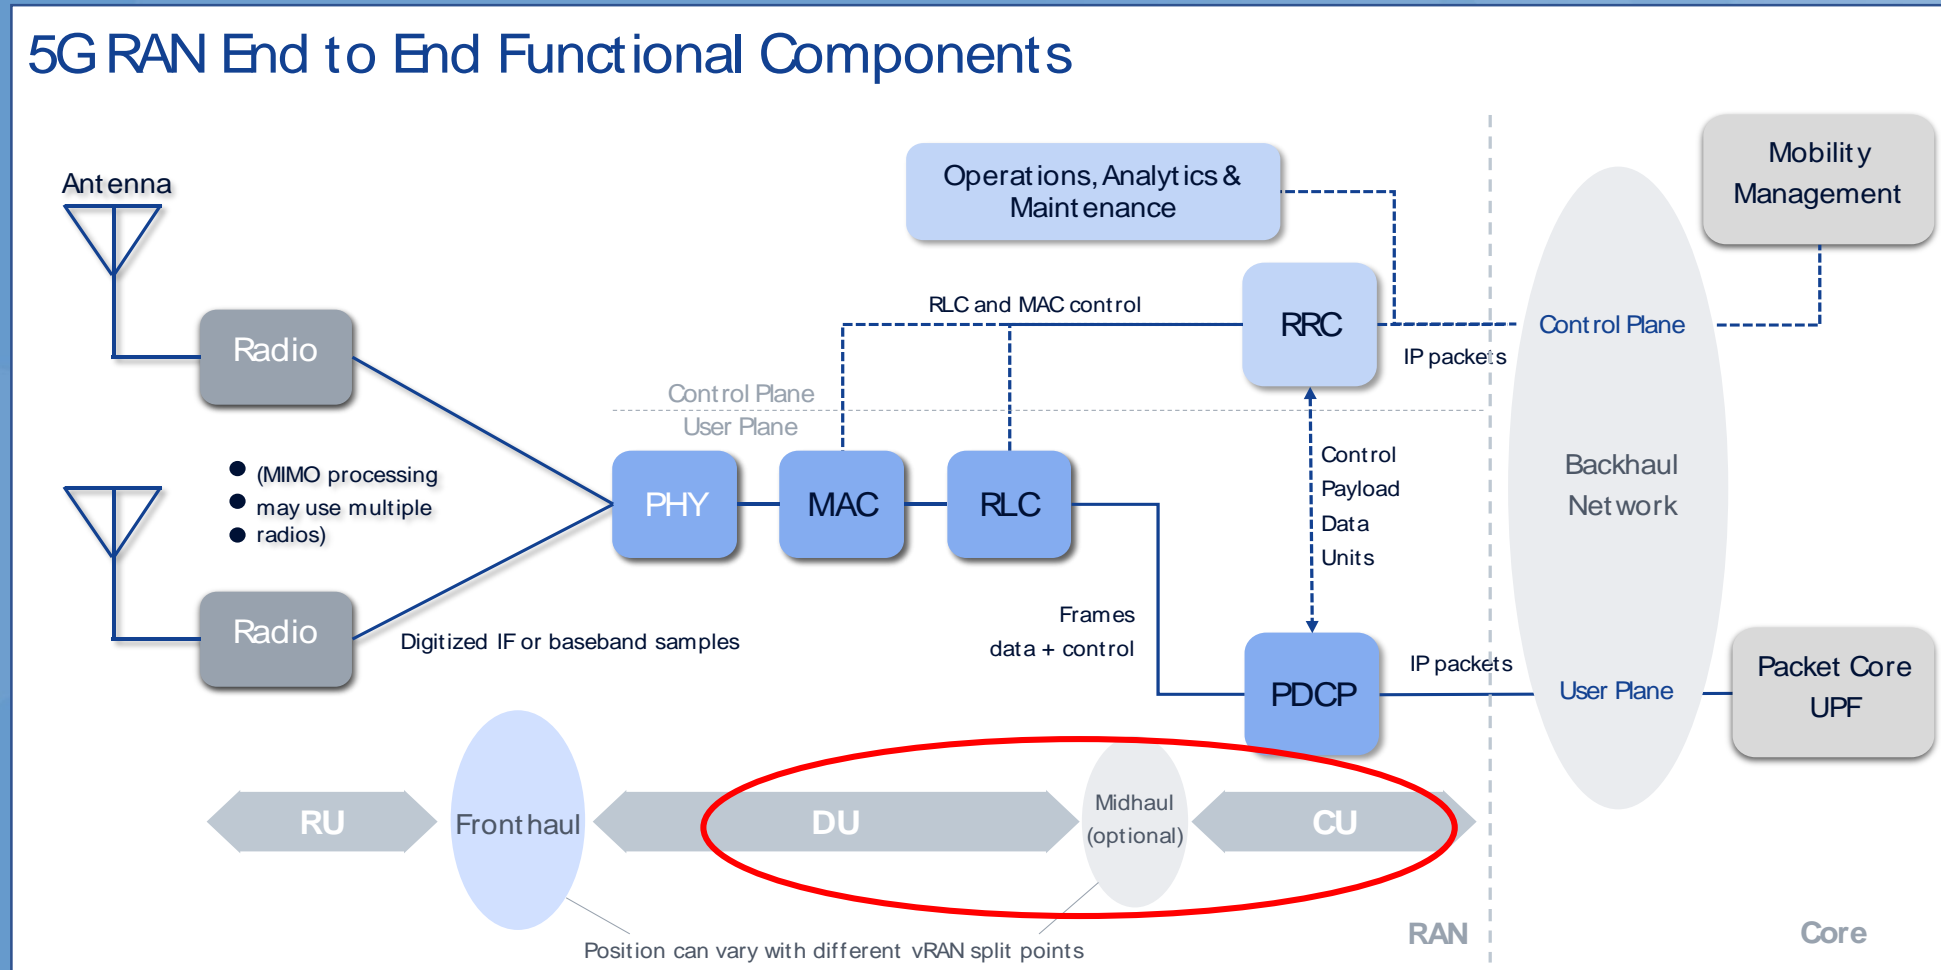 5G RAN End to End Functional Components
Antenna
Radio
(MIMO processing
may use multiple
radios)
Radio
Digitized IF or baseband samples
Operations, Analytics &
Maintenance
RLC and MAC control
RRC
IP packets
Control Plane
User Plane
PHY
MAC
RLC
Control
Payload
Data
Units
Frames
data + control
PDCP
IP packets
Mobility
Management
Control Plane
Backhaul
Network
User Plane
Packet Core
UPF
RU
Fronthaul
DU
Midhaul
(optional)
CU
Position can vary with different vRAN split points
RAN
Core